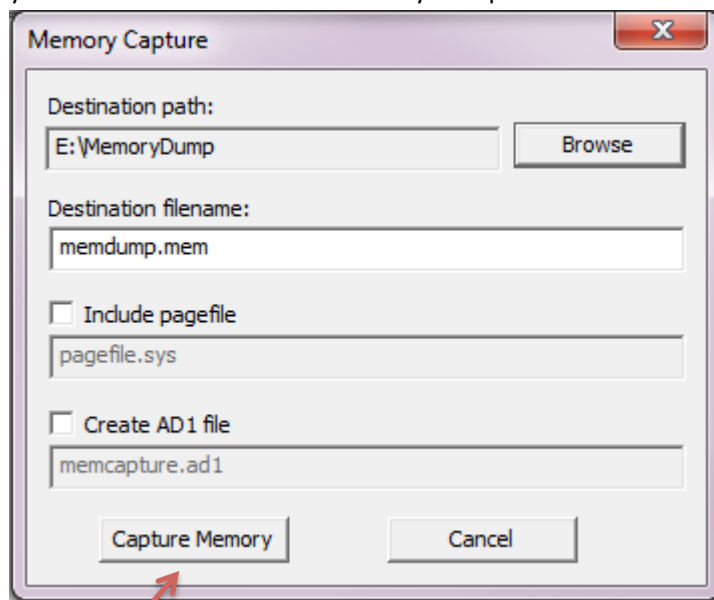 Memory Capture
Destination path:
E:\MemoryDump
Browse
Destination filename:
memdump.mem
Include pagefile
pagefile.sys
Create AD1 file
memcapture.ad1
Capture Memory
Cancel